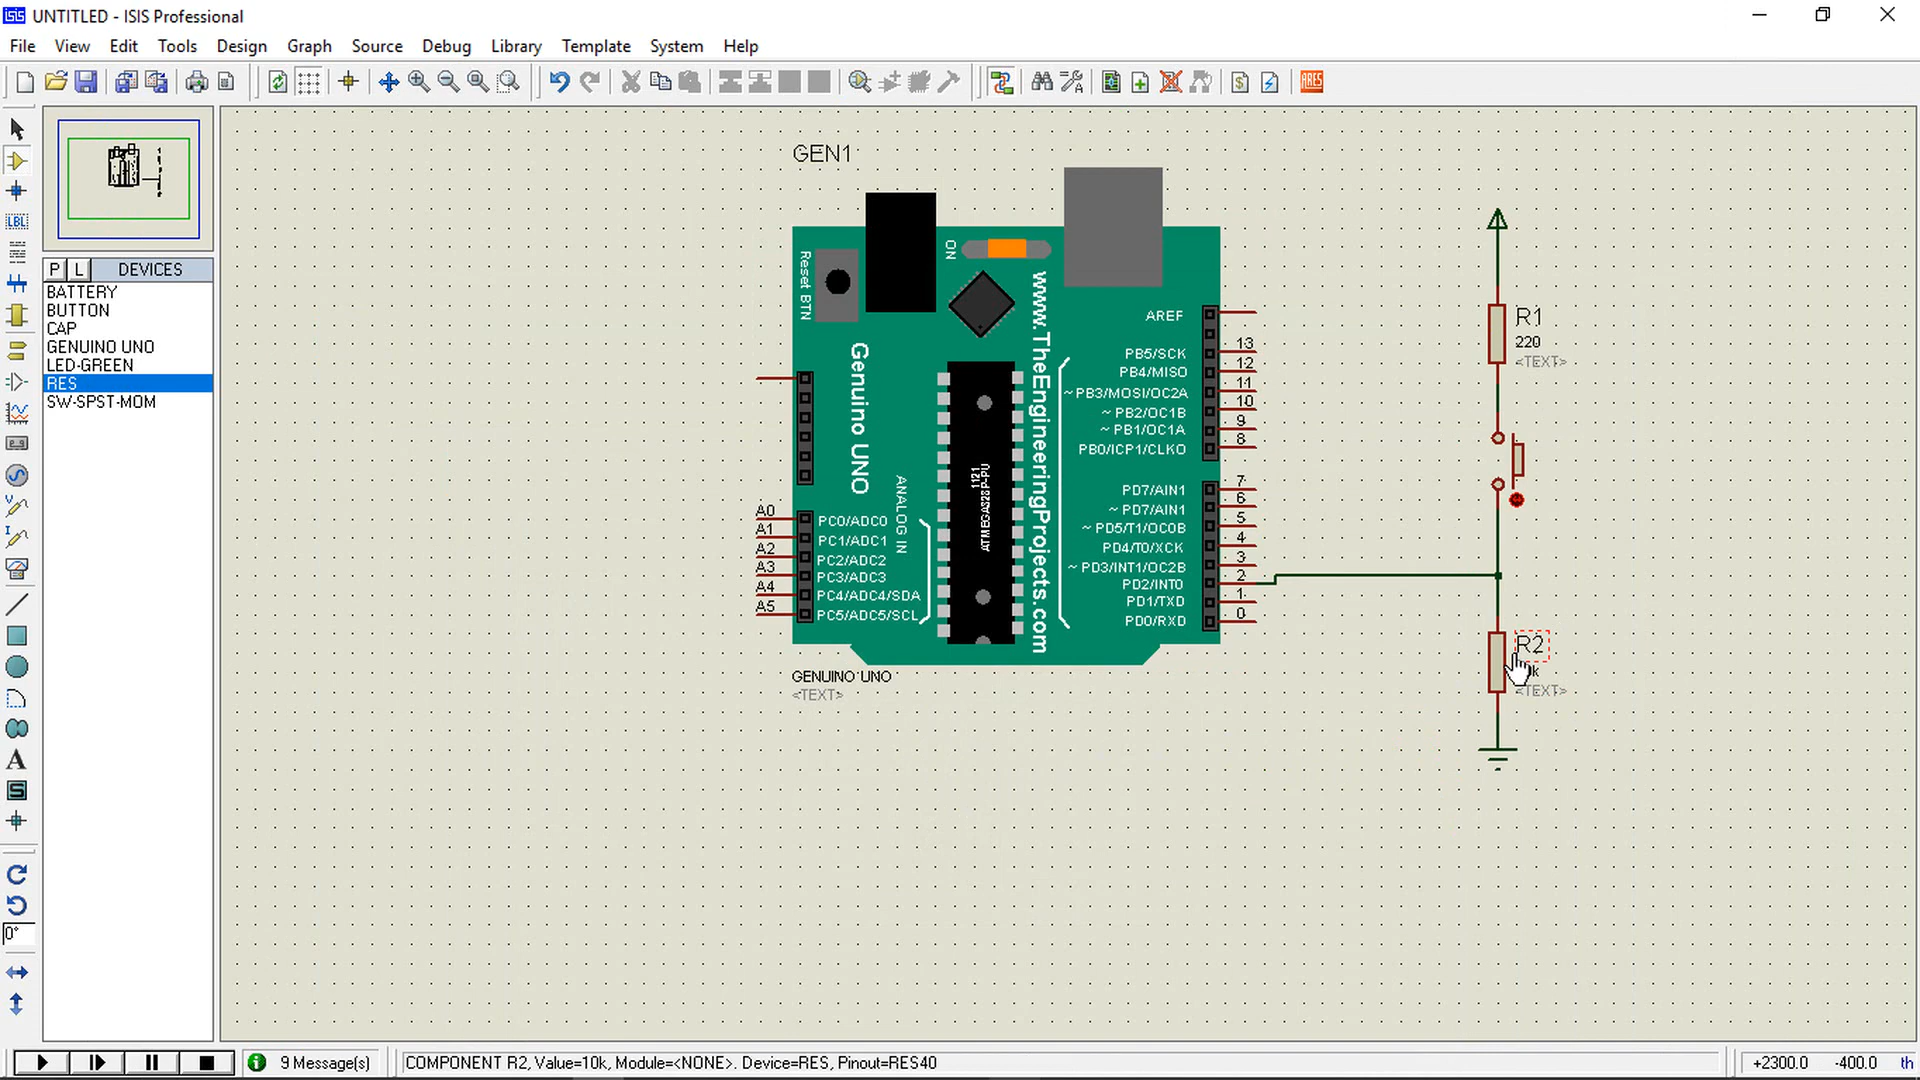 UNTITLED - ISIS Professional
File View Edit Tools Design Graph Source Debug Library Template System Help
ARES
LBL
P L DEVICES
BATTERY
BUTTON
CAP
GENUINO UNO
LED-GREEN
RES
SW-SPST-MOM
A
S
0°
GEN1
Reset BTN
ON
www.TheEngineeringProjects.com
Genuino UNO
ANALOG IN
1121
ATMEGA328P-PU
AREF
PB5/SCK 13
PB4/MISO 12
~ PB3/MOSI/OC2A 11
~ PB2/OC1B 10
~ PB1/OC1A 9
PB0/ICP1/CLKO 8
PD7/AIN1 7
~ PD7/AIN1 6
~ PD5/T1/OC0B 5
PD4/T0/XCK 4
~ PD3/INT1/OC2B 3
PD2/INT0 2
PD1/TXD 1
PD0/RXD 0
A0 PC0/ADC0
A1 PC1/ADC1
A2 PC2/ADC2
A3 PC3/ADC3
A4 PC4/ADC4/SDA
A5 PC5/ADC5/SCL
GENUINO UNO
<TEXT>
R1
220
<TEXT>
R2
k
<TEXT>
9 Message(s)
COMPONENT R2, Value=10k, Module=<NONE>. Device=RES, Pinout=RES40
+2300.0 -400.0 th